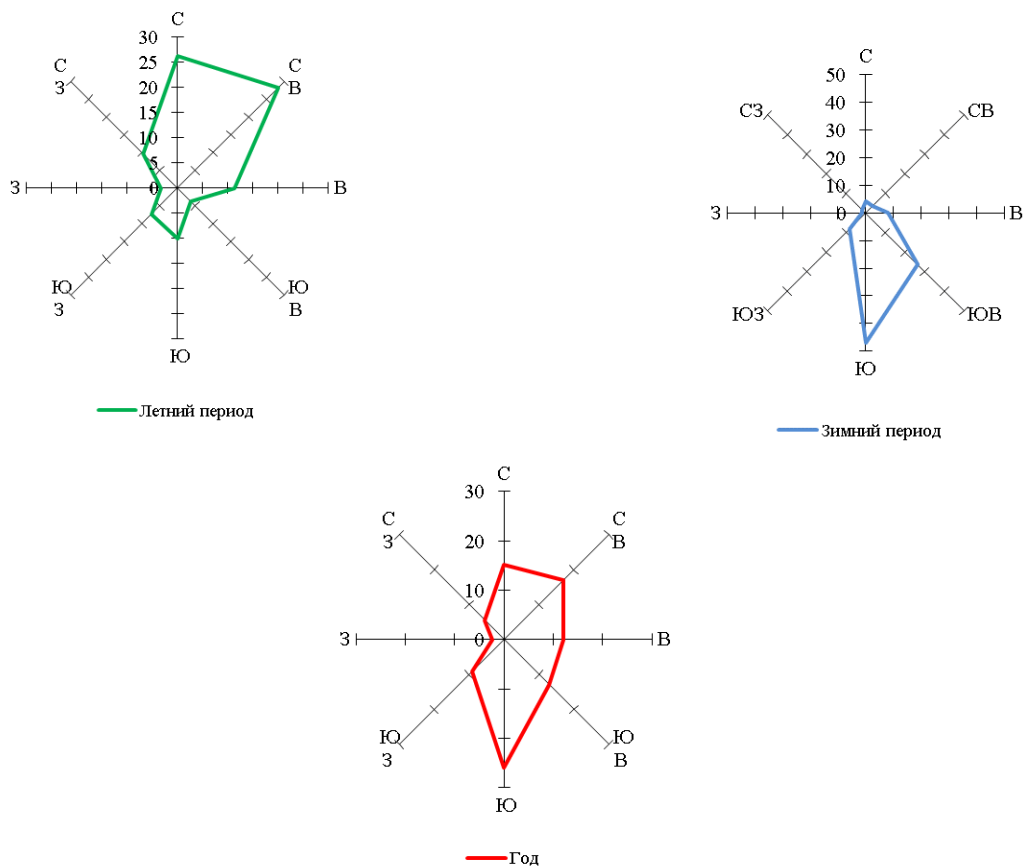 С
30
25
20
15
10
5
0
С
З
С
В
З
В
Ю
З
Ю
В
Ю
Летний период
С
50
40
30
20
10
0
СЗ
СВ
З
В
ЮЗ
ЮВ
Ю
Зимний период
С
30
20
10
0
С
З
С
В
З
В
Ю
З
Ю
В
Ю
Год